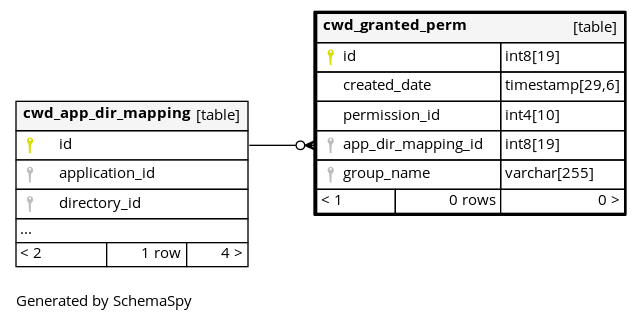 cwd_granted_perm [table]
id int8[19]
created_date timestamp[29,6]
permission_id int4[10]
app_dir_mapping_id int8[19]
group_name varchar[255]
< 1 0 rows 0 >
cwd_app_dir_mapping [table]
id
application_id
directory_id
...
< 2 1 row 4 >
Generated by SchemaSpy